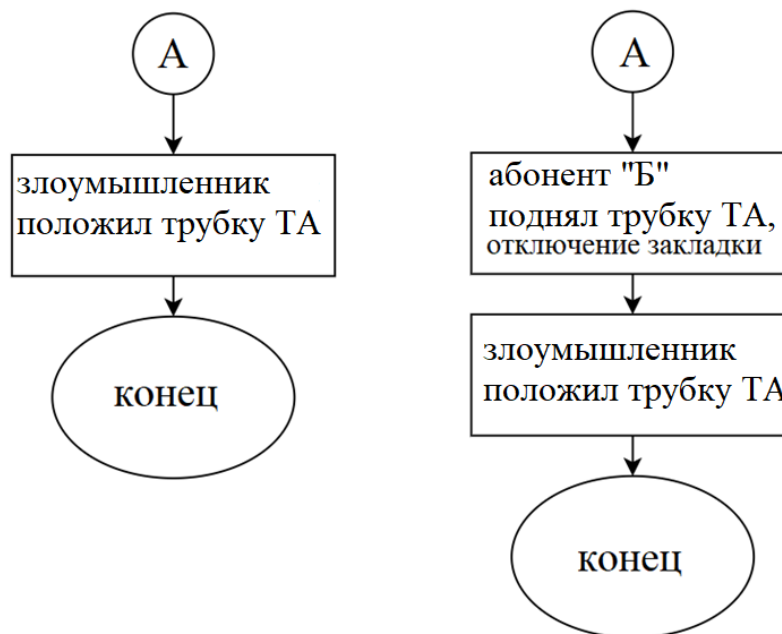 А
злоумышленник
положил трубку ТА
конец
А
абонент "Б"
поднял трубку ТА,
отключение закладки
злоумышленник
положил трубку ТА
конец